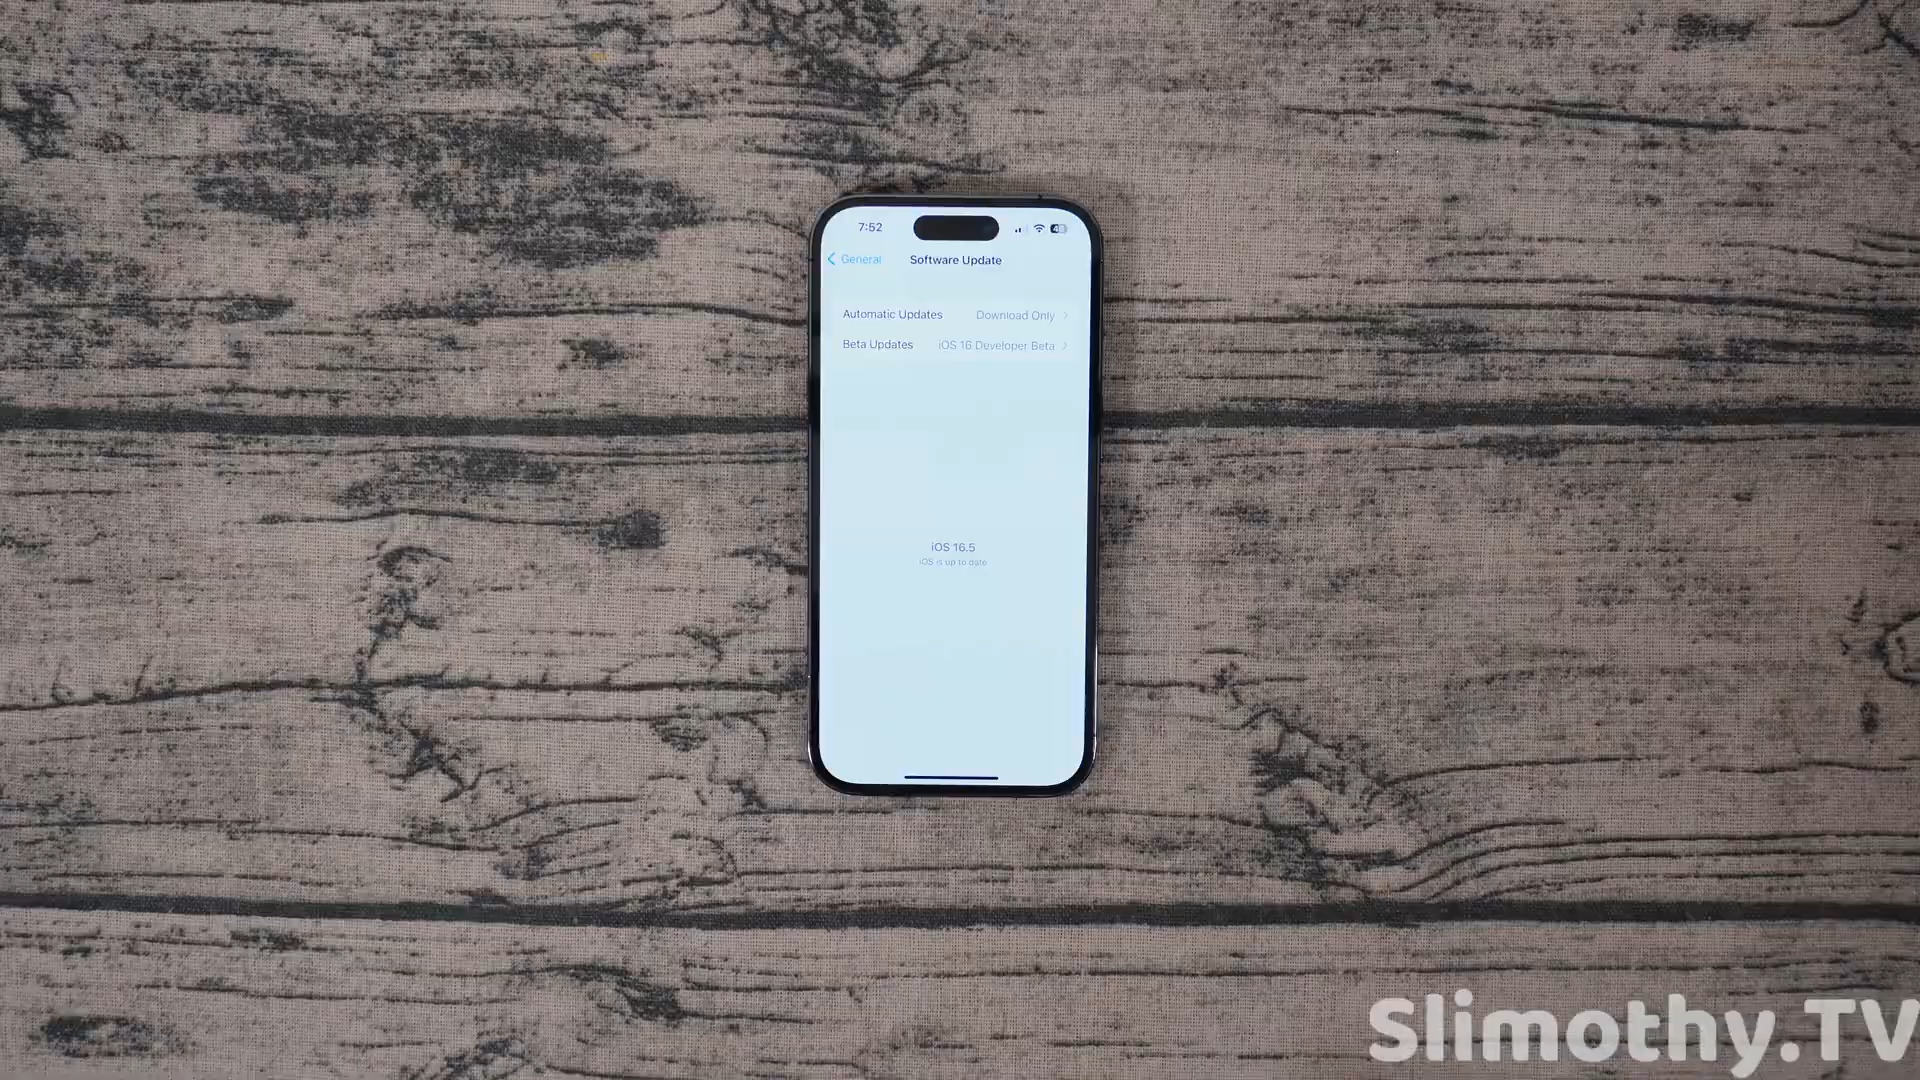 7:52
General
Software Update
Automatic Updates Download Only
Beta Updates iOS 16 Developer Beta
iOS 16.5
iOS is up to date
Slimothy.TV